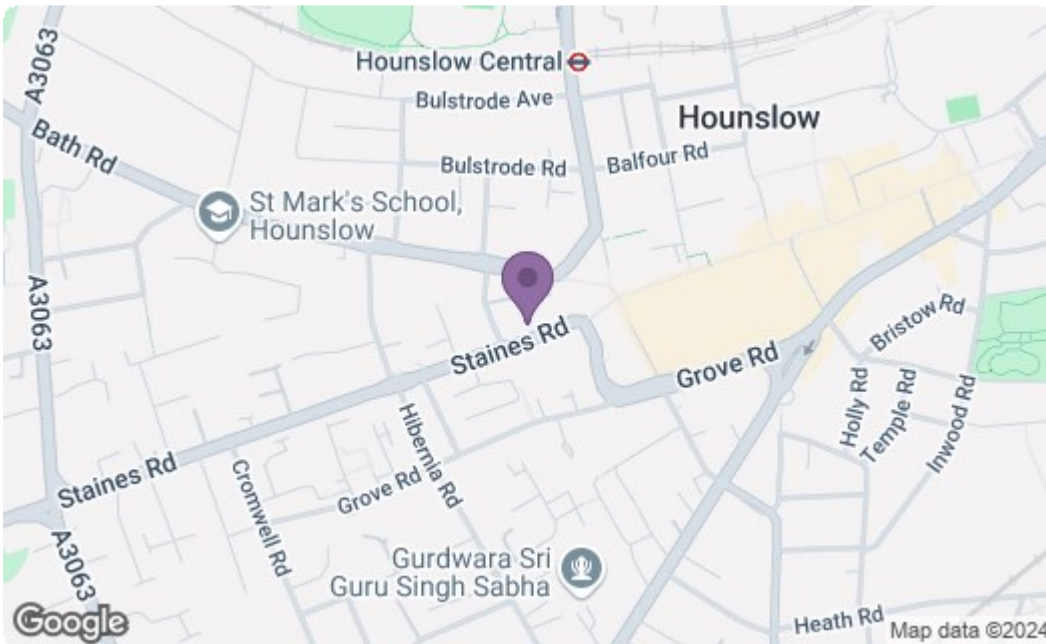 A3063
Hounslow Central
Bulstrode Ave
Hounslow
Bath Rd
Bulstrode Rd
Balfour Rd
St Mark's School,
Hounslow
A3063
Staines Rd
Bristow Rd
Grove Rd
Holly Rd
Temple Rd
Inwood Rd
Hibernia Rd
Staines Rd
Cromwell Rd
Grove Rd
A3063
Gurdwara Sri
Guru Singh Sabha
Heath Rd
Google
Map data ©2024